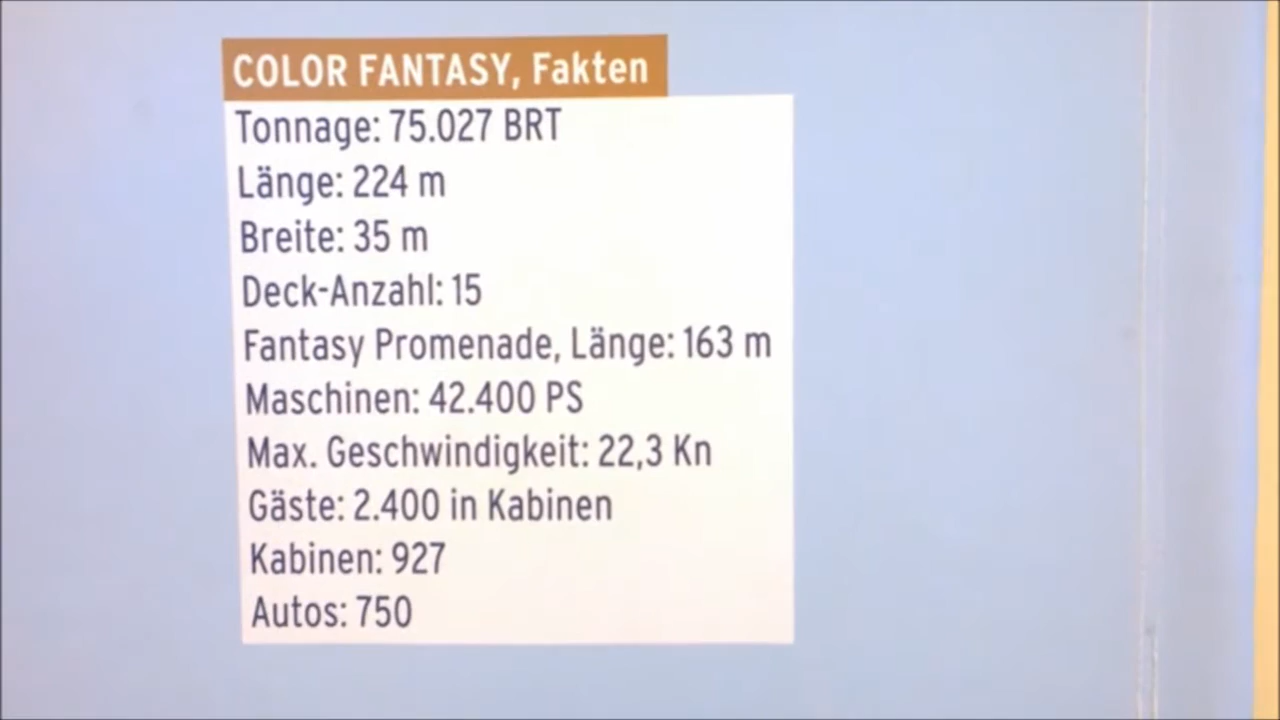 COLOR FANTASY, Fakten
Tonnage: 75.027 BRT
Länge: 224 m
Breite: 35 m
Deck-Anzahl: 15
Fantasy Promenade, Länge: 163 m
Maschinen: 42.400 PS
Max. Geschwindigkeit: 22,3 Kn
Gäste: 2.400 in Kabinen
Kabinen: 927
Autos: 750